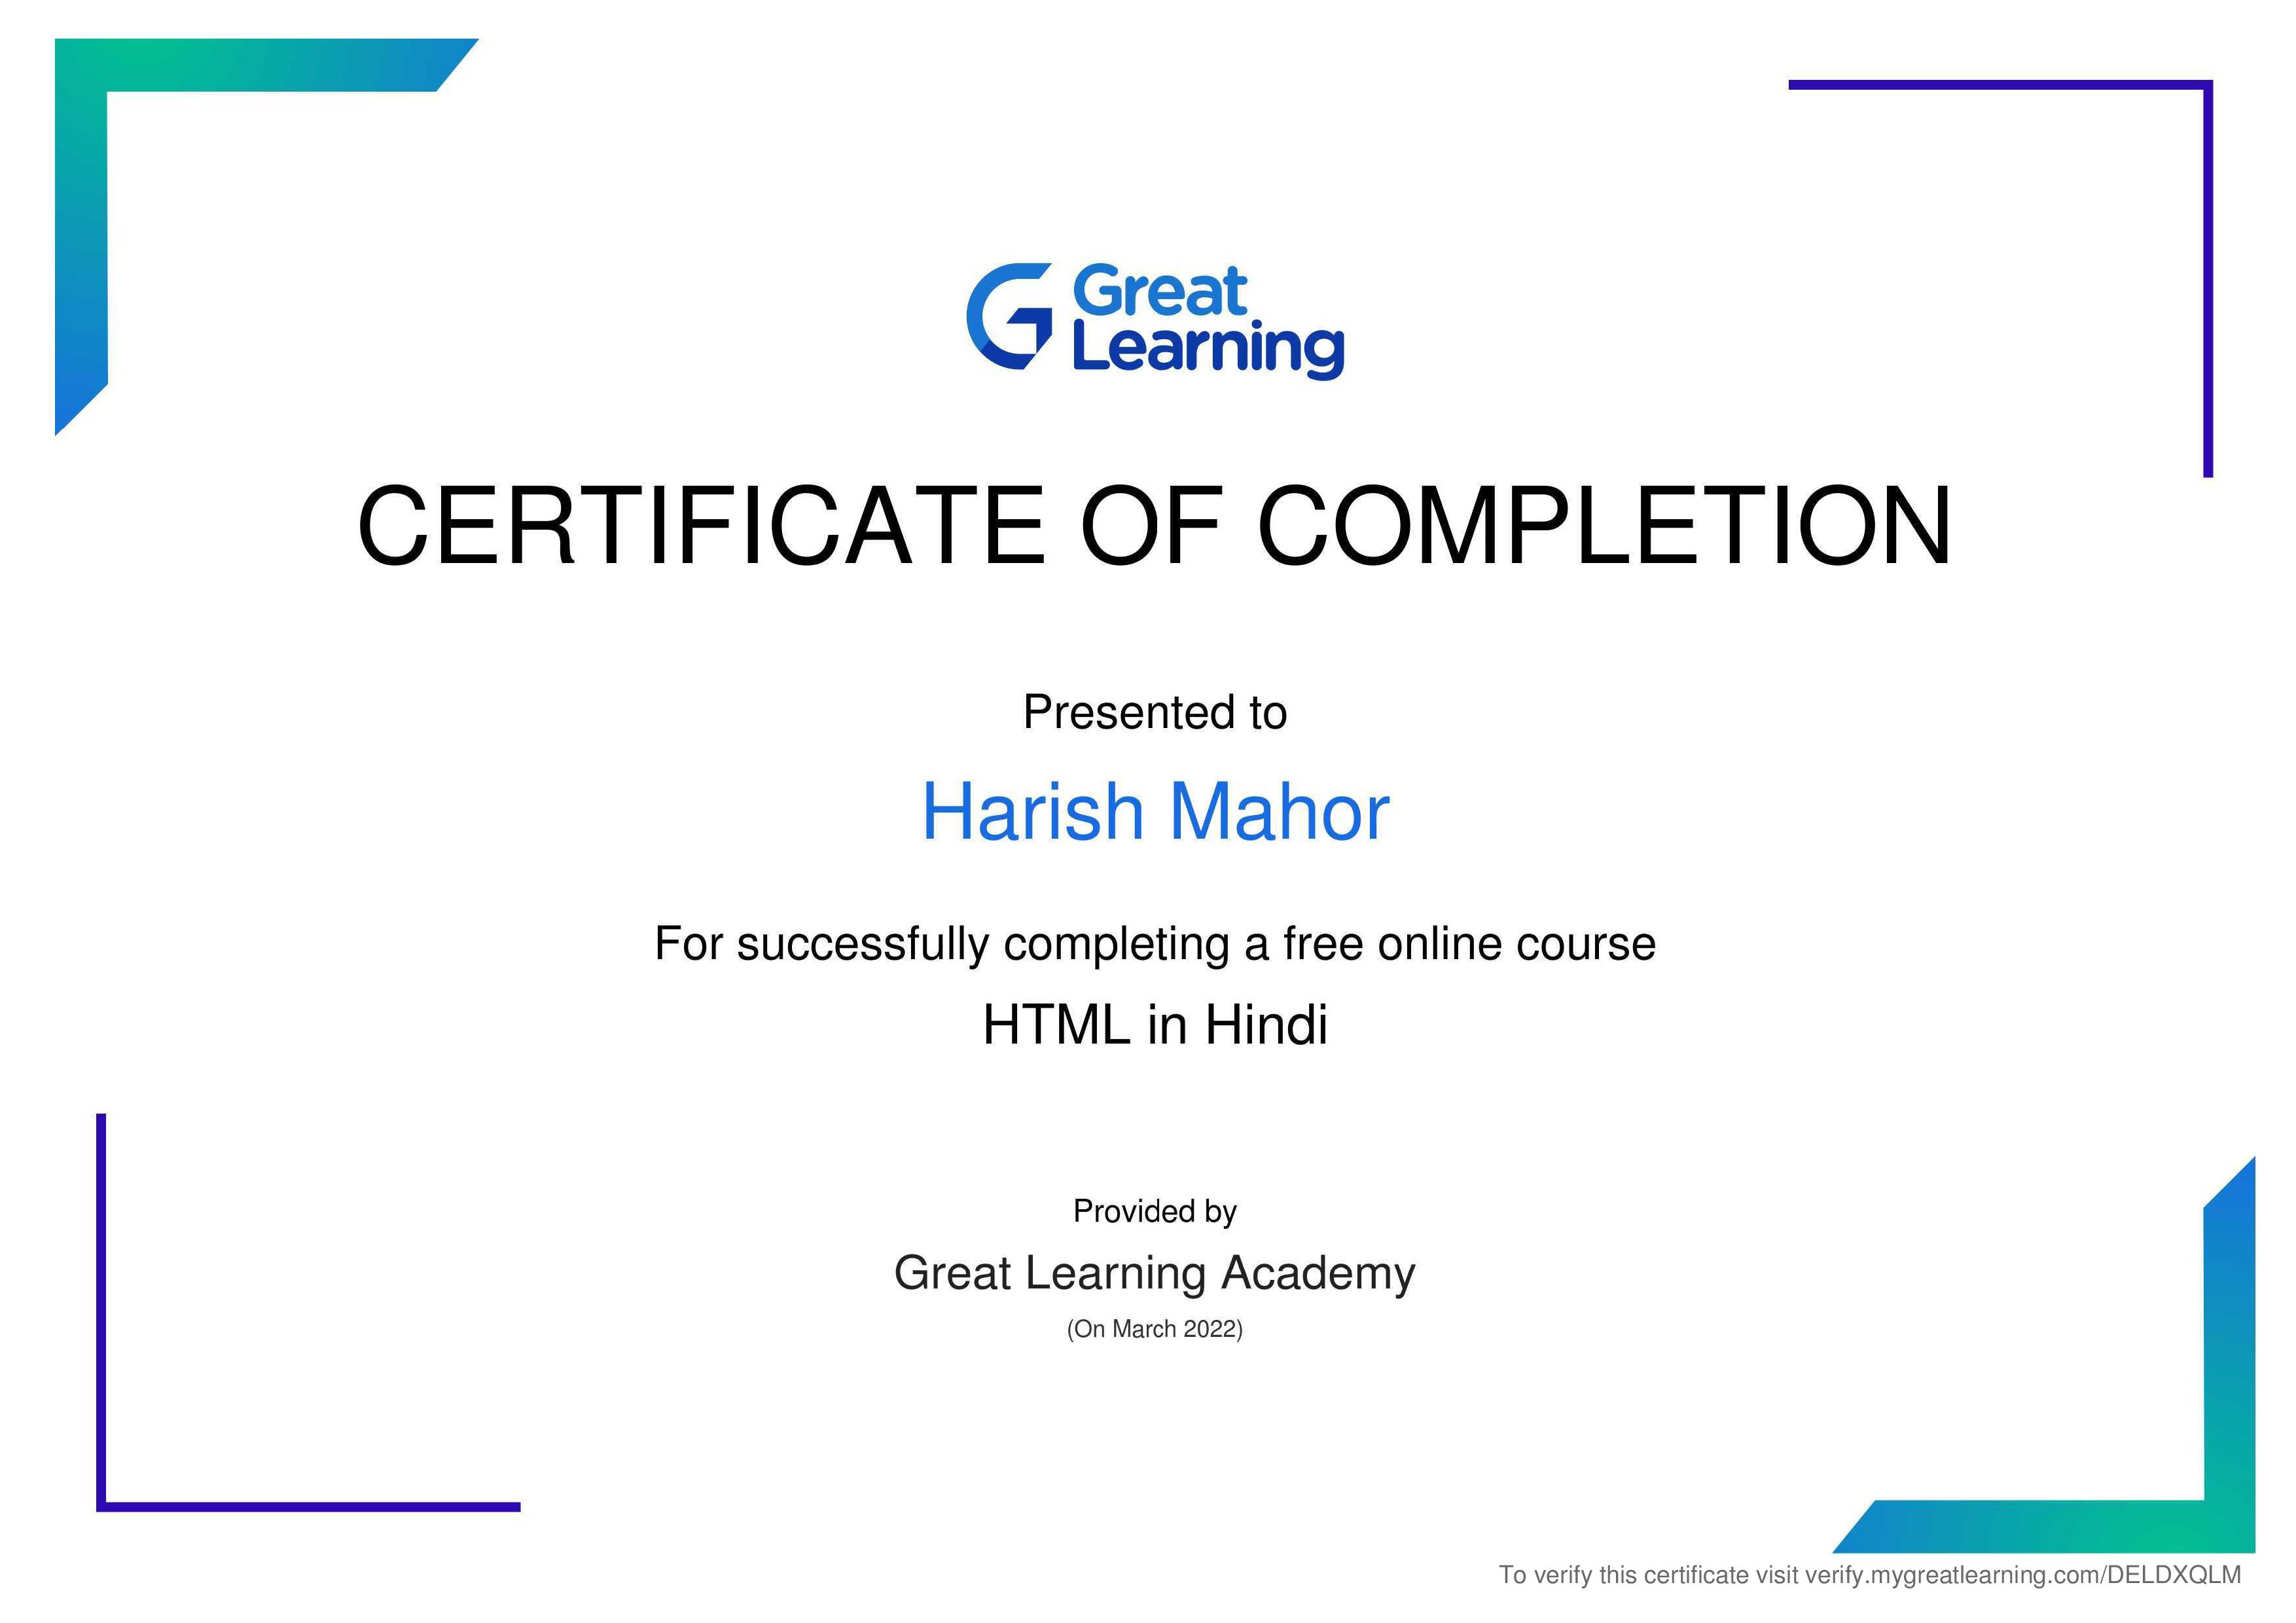 Great
Learning
CERTIFICATE OF COMPLETION
Presented to
Harish Mahor
For successfully completing a free online course
HTML in Hindi
Provided by
Great Learning Academy
(On March 2022)
To verify this certificate visit verify.mygreatlearning.com/DELDXQLM